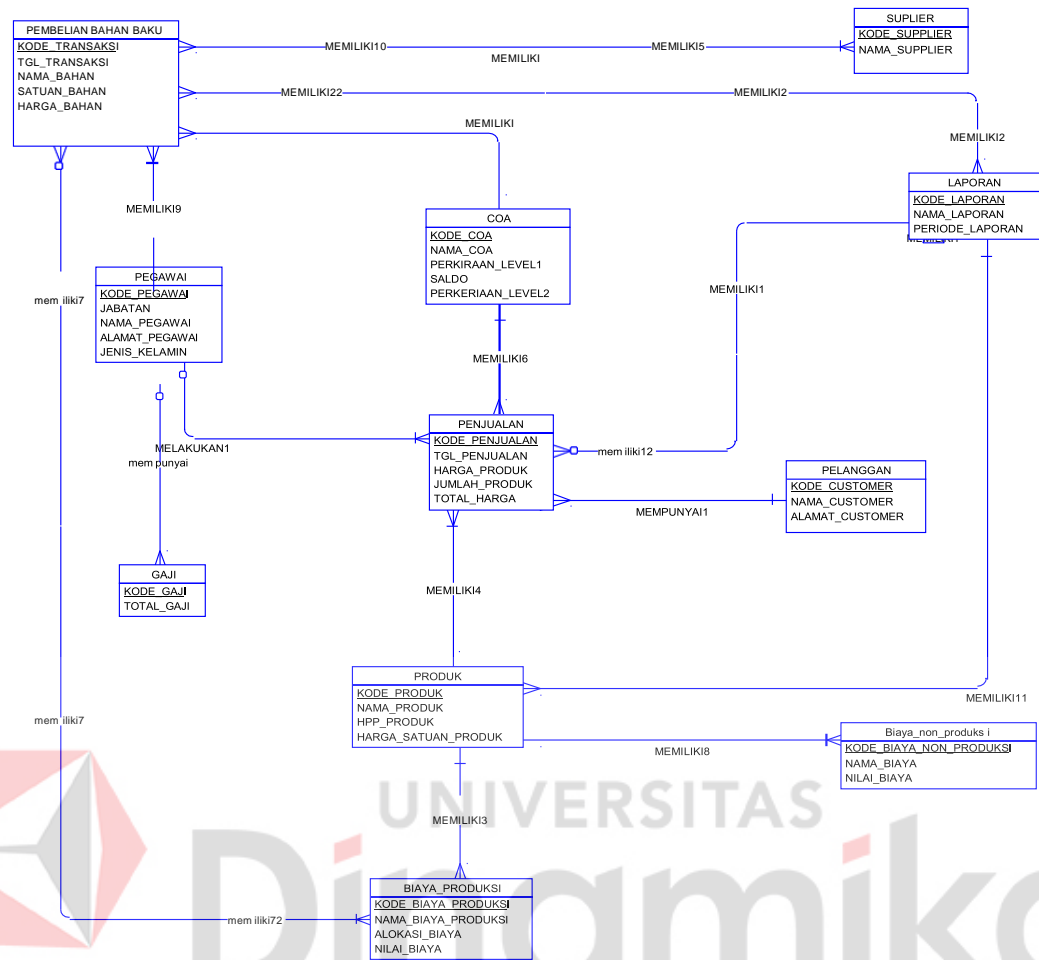 PEMBELIAN BAHAN BAKU
KODE_TRANSAKSI
TGL_TRANSAKSI
NAMA_BAHAN
SATUAN_BAHAN
HARGA_BAHAN
SUPLIER
KODE_SUPPLIER
NAMA_SUPPLIER
MEMILIKI10
MEMILIKI5
MEMILIKI
MEMILIKI22
MEMILIKI2
MEMILIKI
MEMILIKI2
LAPORAN
KODE_LAPORAN
NAMA_LAPORAN
PERIODE_LAPORAN
MEMILIKI9
COA
KODE_COA
NAMA_COA
PERKIRAAN_LEVEL1
SALDO
PERKERIAAN_LEVEL2
PEGAWAI
KODE_PEGAWAI
JABATAN
NAMA_PEGAWAI
ALAMAT_PEGAWAI
JENIS_KELAMIN
mem iliki7
MEMILIKI1
MEMILIKI6
PENJUALAN
KODE_PENJUALAN
TGL_PENJUALAN
HARGA_PRODUK
JUMLAH_PRODUK
TOTAL_HARGA
MELAKUKAN1
mem punyai
mem iliki12
PELANGGAN
KODE_CUSTOMER
NAMA_CUSTOMER
ALAMAT_CUSTOMER
MEMPUNYAI1
GAJI
KODE_GAJI
TOTAL_GAJI
MEMILIKI4
PRODUK
KODE_PRODUK
NAMA_PRODUK
HPP_PRODUK
HARGA_SATUAN_PRODUK
MEMILIKI11
mem iliki7
Biaya_non_produks i
KODE_BIAYA_NON_PRODUKSI
NAMA_BIAYA
NILAI_BIAYA
MEMILIKI8
MEMILIKI3
UNIVERSITAS
Dinamika
BIAYA_PRODUKSI
KODE_BIAYA_PRODUKSI
NAMA_BIAYA_PRODUKSI
ALOKASI_BIAYA
NILAI_BIAYA
mem iliki72